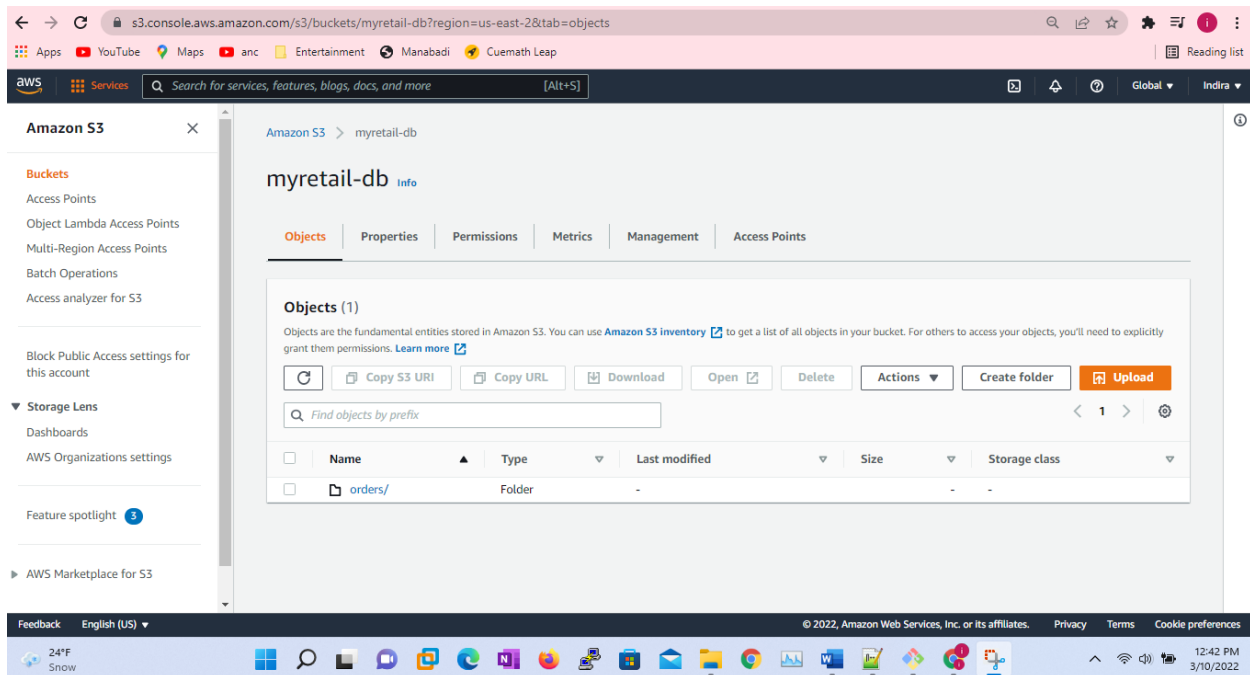 s3.console.aws.amazon.com/s3/buckets/myretail-db?region=us-east-2&tab=objects
i
Apps YouTube Maps anc Entertainment Manabadi Cuemath Leap Reading list
aws Services Search for services, features, blogs, docs, and more [Alt+S] Global Indira
Amazon S3
Buckets
Access Points
Object Lambda Access Points
Multi-Region Access Points
Batch Operations
Access analyzer for S3
Block Public Access settings for
this account
Storage Lens
Dashboards
AWS Organizations settings
Feature spotlight 3
AWS Marketplace for S3
Amazon S3 > myretail-db
myretail-db Info
Objects Properties Permissions Metrics Management Access Points
Objects (1)
Objects are the fundamental entities stored in Amazon S3. You can use Amazon S3 inventory to get a list of all objects in your bucket. For others to access your objects, you'll need to explicitly
grant them permissions. Learn more
Copy S3 URI Copy URL Download Open Delete Actions Create folder Upload
Find objects by prefix < 1 >
Name Type Last modified Size Storage class
orders/ Folder - - -
Feedback English (US) © 2022, Amazon Web Services, Inc. or its affiliates. Privacy Terms Cookie preferences
24°F
Snow
12:42 PM
3/10/2022